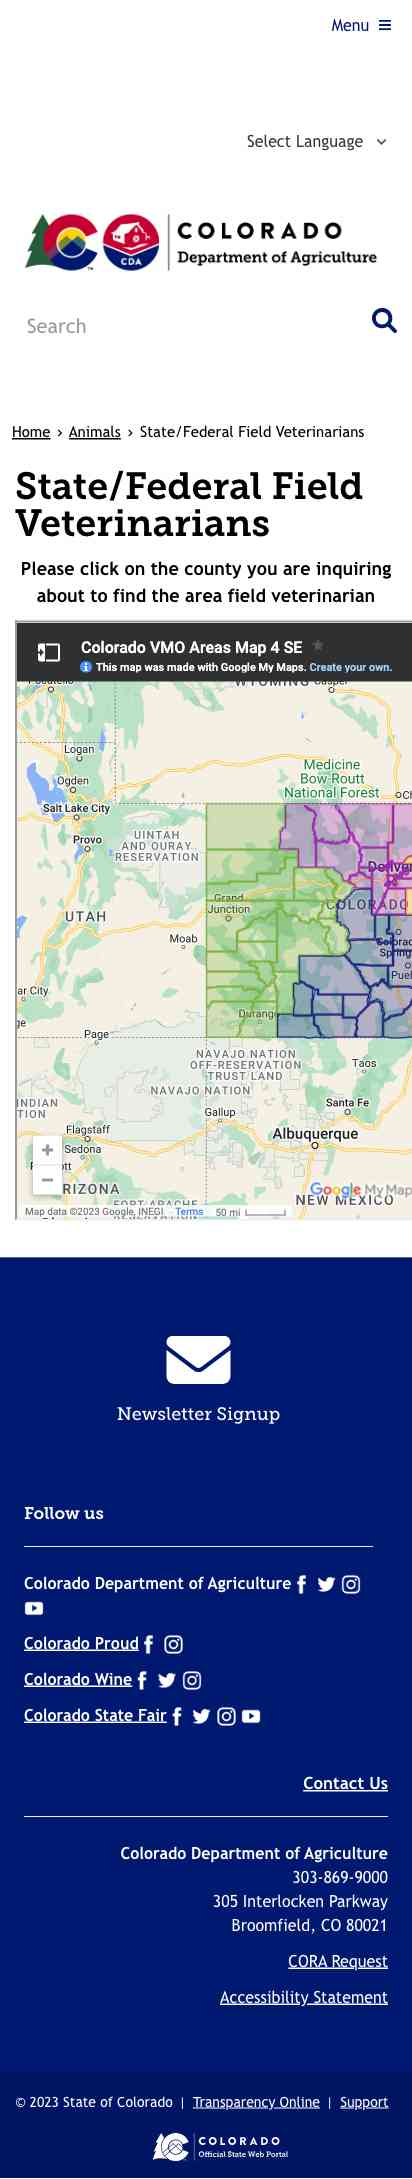 Menu
Select Language
COLORADO
CDA
Department of Agriculture
TM
Search
Home › Animals › State/Federal Field Veterinarians
State/Federal Field
Veterinarians
Please click on the county you are inquiring
about to find the area field veterinarian
Colorado VMO Areas Map 4 SE
This map was made with Google My Maps. Create your own.
WYOMING
Logan
Medicine
Bow-Routt
National Forest
Ogden
Salt Lake City
UINTAH
AND OURAY
RESERVATION
Provo
Grand
Junction
COLORADO
UTAH
Moab
Durango
Page
NAVAJO NATION
OFF-RESERVATION
TRUST LAND
Taos
NAVAJO NATION
INDIAN
TION
Santa Fe
Gallup
Flagstaff
Albuquerque
Sedona
RIZONA
Google My Map
NEW MEXICO
FORT APACHE
Map data ©2023 Google, INEGI Terms 50 mi
Newsletter Signup
Follow us
Colorado Department of Agriculture
Colorado Proud
Colorado Wine
Colorado State Fair
Contact Us
Colorado Department of Agriculture
303-869-9000
305 Interlocken Parkway
Broomfield, CO 80021
CORA Request
Accessibility Statement
© 2023 State of Colorado | Transparency Online | Support
COLORADO
Official State Web Portal